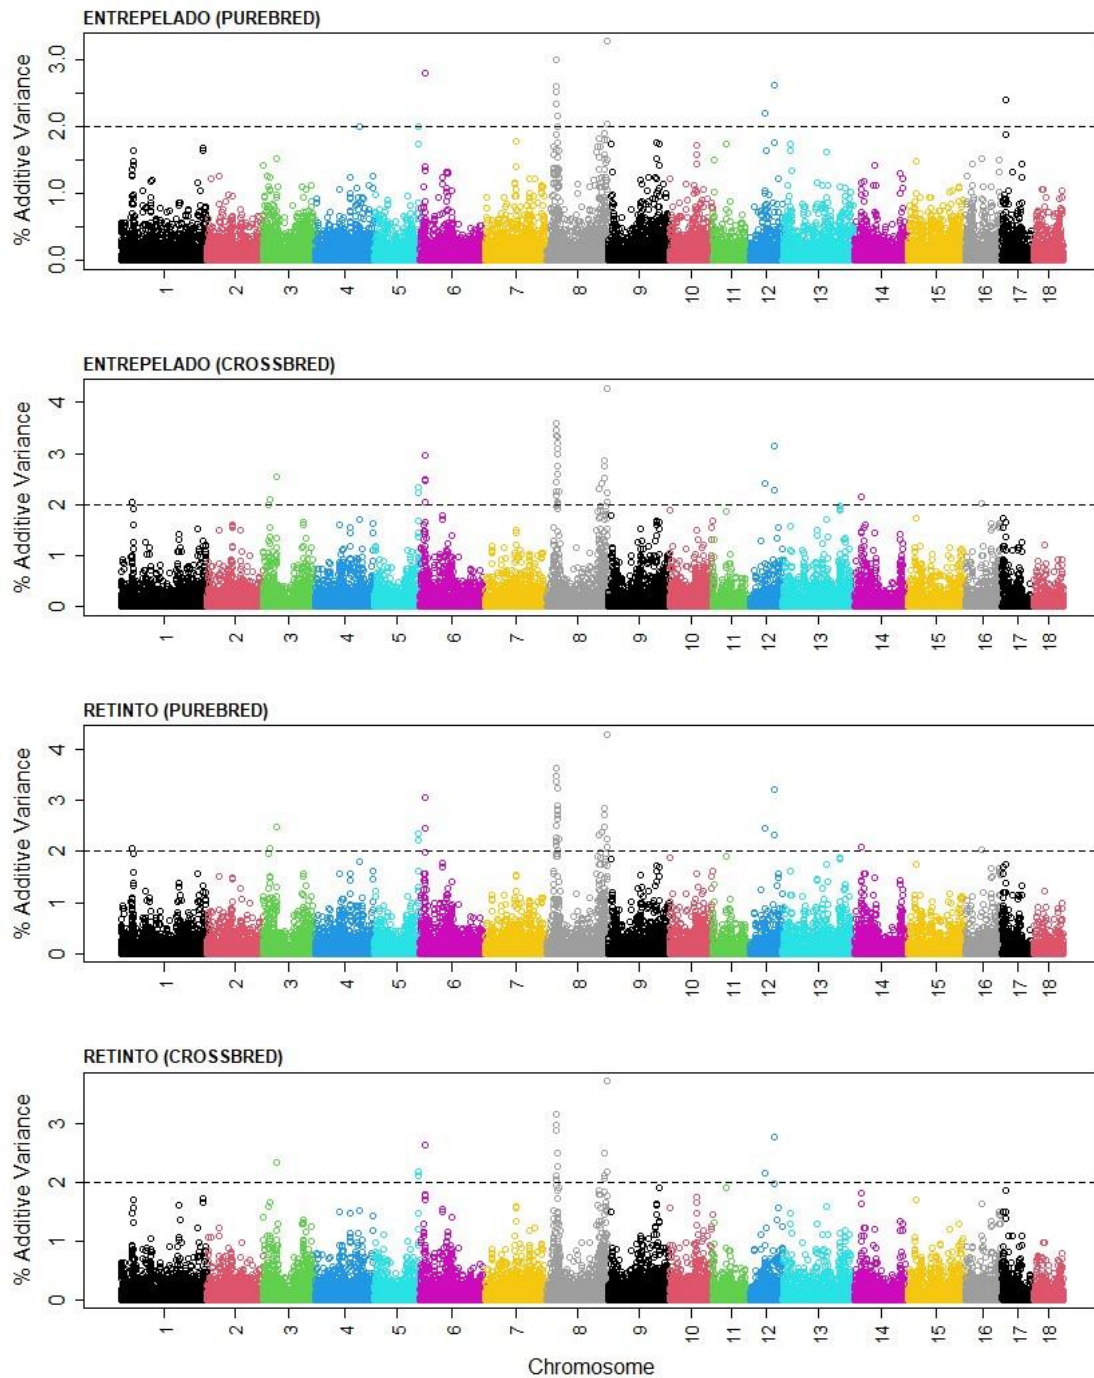 ENTREPELADO (PUREBRED)
% Additive Variance
3.0
2.0
1.0
0.0
1 2 3 4 5 6 7 8 9 10 11 12 13 14 15 16 17 18
ENTREPELADO (CROSSBRED)
% Additive Variance
4
3
2
1
0
1 2 3 4 5 6 7 8 9 10 11 12 13 14 15 16 17 18
RETINTO (PUREBRED)
% Additive Variance
4
3
2
1
0
1 2 3 4 5 6 7 8 9 10 11 12 13 14 15 16 17 18
RETINTO (CROSSBRED)
% Additive Variance
3
2
1
0
1 2 3 4 5 6 7 8 9 10 11 12 13 14 15 16 17 18
Chromosome